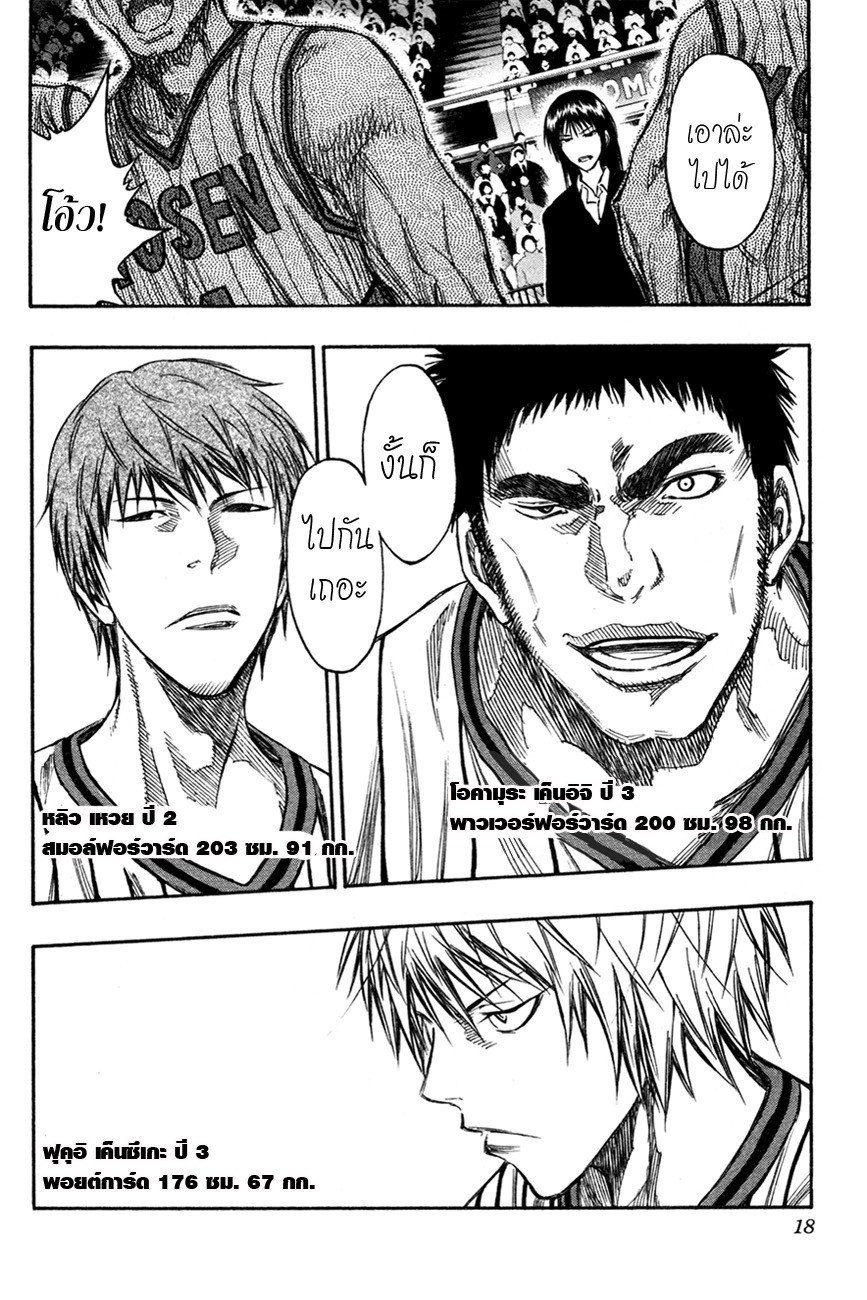 เอาล่ะ
ไปได้
โอ้ว!
OSEN
งั้นก็
ไปกัน
เถอะ
โอคามุระ เค็นอิจิ ปี 3
พาวเวอร์ฟอร์วาร์ด 200 ซม. 98 กก.
หลิว เหวย ปี 2
สมอล์ฟอร์วาร์ด 203 ซม. 91 กก.
ฟุคุอิ เค็นซึเกะ ปี 3
พอยต์การ์ด 176 ซม. 67 กก.
18